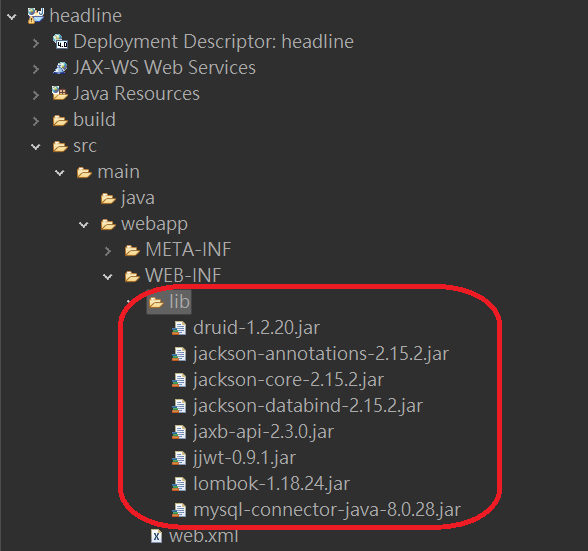 headline
Deployment Descriptor: headline
JAX-WS Web Services
Java Resources
build
src
main
java
webapp
META-INF
WEB-INF
lib
druid-1.2.20.jar
jackson-annotations-2.15.2.jar
jackson-core-2.15.2.jar
jackson-databind-2.15.2.jar
jaxb-api-2.3.0.jar
jjwt-0.9.1.jar
lombok-1.18.24.jar
mysql-connector-java-8.0.28.jar
web.xml